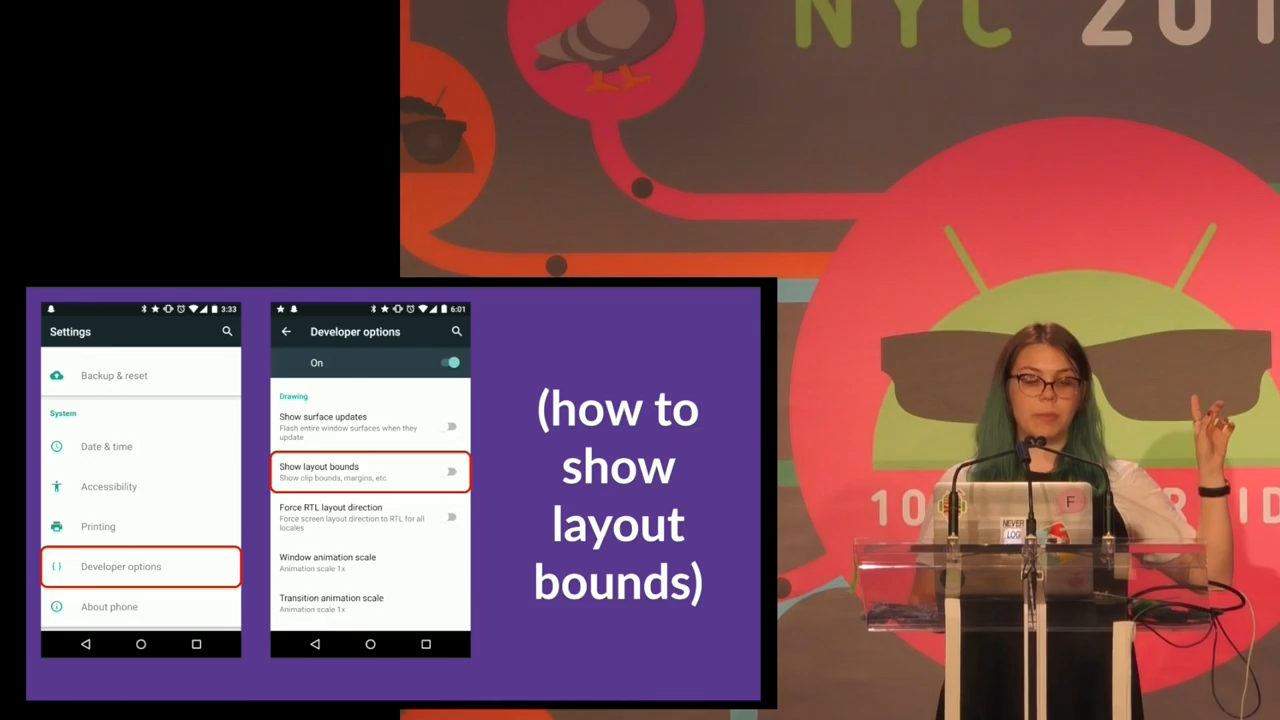 NYC 201
3:33
Settings
Backup & reset
System
Date & time
Accessibility
Printing
Developer options
About phone
6:01
Developer options
On
Drawing
Show surface updates
Flash entire window surfaces when they
update
Show layout bounds
Show clip bounds, margins, etc.
Force RTL layout direction
Force screen layout direction to RTL for all
locales
Window animation scale
Animation scale 1x
Transition animation scale
Animation scale 1x
(how to
show
layout
bounds)
F
NEVER